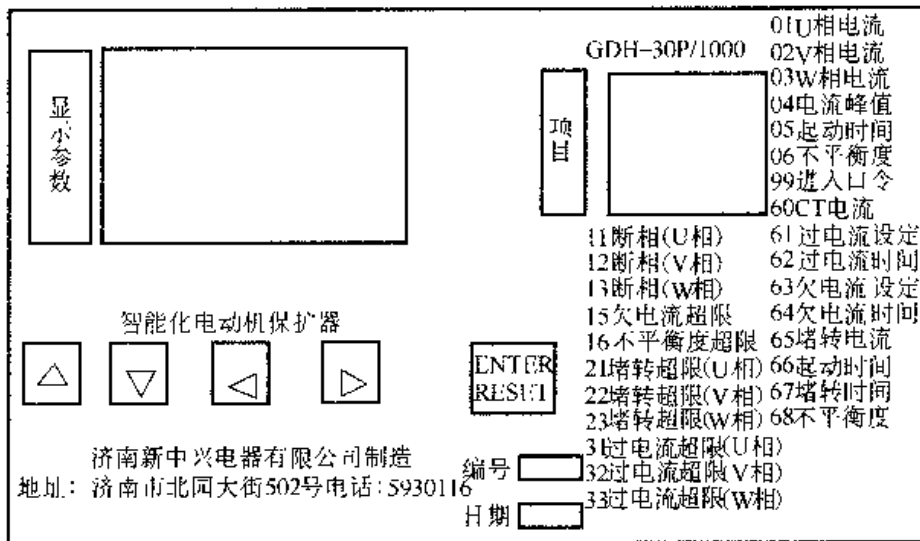 显示参数
GDH-30P/1000
项目
01U相电流
02V相电流
03W相电流
04电流峰值
05起动时间
06不平衡度
99进入口令
60CT电流
61过电流设定
62过电流时间
63欠电流设定
64欠电流时间
65堵转电流
66起动时间
67堵转时间
68不平衡度
11断相(U相)
12断相(V相)
13断相(W相)
15欠电流超限
16不平衡度超限
21堵转超限(U相)
22堵转超限(V相)
23堵转超限(W相)
31过电流超限(U相)
32过电流超限(V相)
33过电流超限(W相)
智能化电动机保扩器
ENTER
RESET
济南新中兴电器有限公司制造
地址：济南市北园大街502号电话:5930116
编号
日期